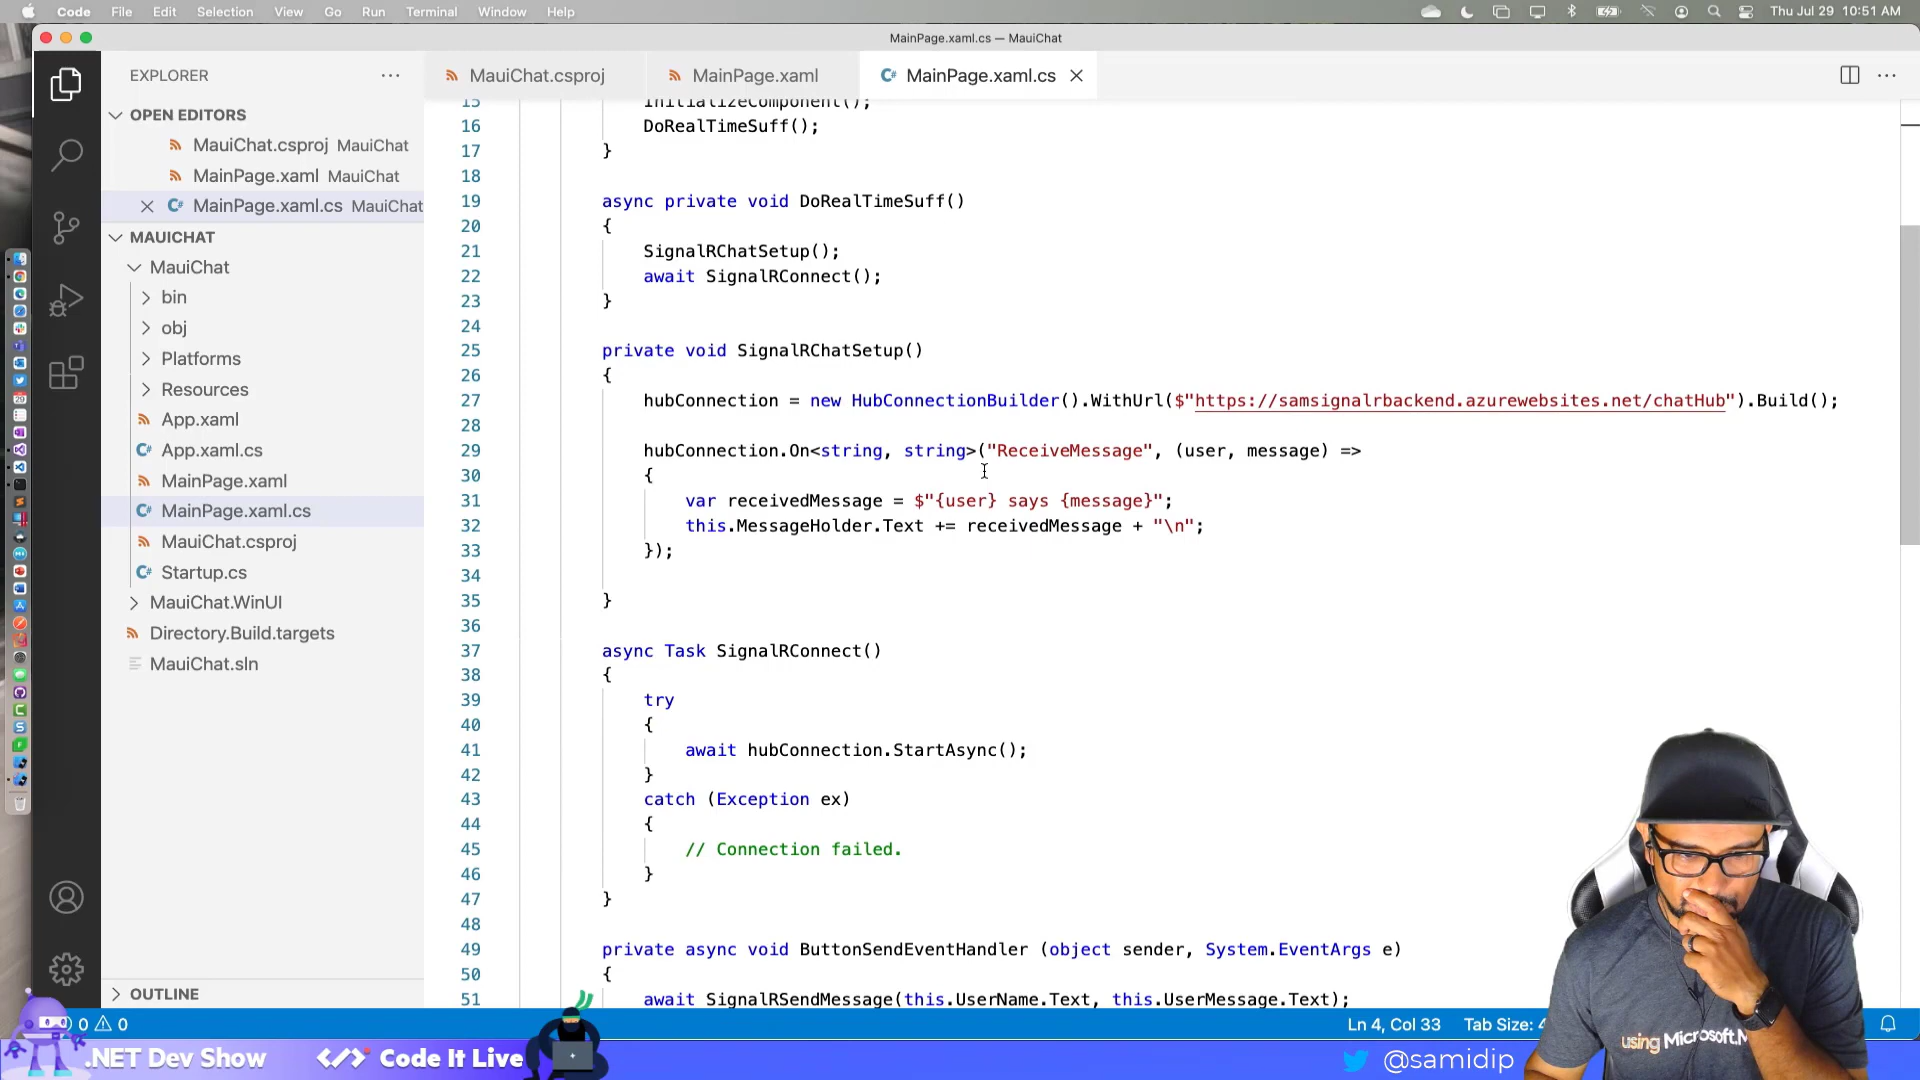 Code File Edit Selection View Go Run Terminal Window Help Thu Jul 29 10:51 AM
MainPage.xaml.cs — MauiChat
EXPLORER
MauiChat.csproj MainPage.xaml MainPage.xaml.cs
OPEN EDITORS
MauiChat.csproj MauiChat
MainPage.xaml MauiChat
MainPage.xaml.cs MauiChat
MAUICHAT
MauiChat
bin
obj
Platforms
Resources
App.xaml
App.xaml.cs
MainPage.xaml
MainPage.xaml.cs
MauiChat.csproj
Startup.cs
MauiChat.WinUI
Directory.Build.targets
MauiChat.sln
OUTLINE
15 InitializeComponent();
16 DoRealTimeSuff();
17 }
18
19 async private void DoRealTimeSuff()
20 {
21 SignalRChatSetup();
22 await SignalRConnect();
23 }
24
25 private void SignalRChatSetup()
26 {
27 hubConnection = new HubConnectionBuilder().WithUrl($"https://samsignalrbackend.azurewebsites.net/chatHub").Build();
28
29 hubConnection.On<string, string>("ReceiveMessage", (user, message) =>
30 {
31 var receivedMessage = $"{user} says {message}";
32 this.MessageHolder.Text += receivedMessage + "\n";
33 });
34
35 }
36
37 async Task SignalRConnect()
38 {
39 try
40 {
41 await hubConnection.StartAsync();
42 }
43 catch (Exception ex)
44 {
45 // Connection failed.
46 }
47 }
48
49 private async void ButtonSendEventHandler (object sender, System.EventArgs e)
50 {
51 await SignalRSendMessage(this.UserName.Text, this.UserMessage.Text);
0 0
Ln 4, Col 33 Tab Size:
.NET Dev Show </> Code It Live
@samidip
using Microsoft.M